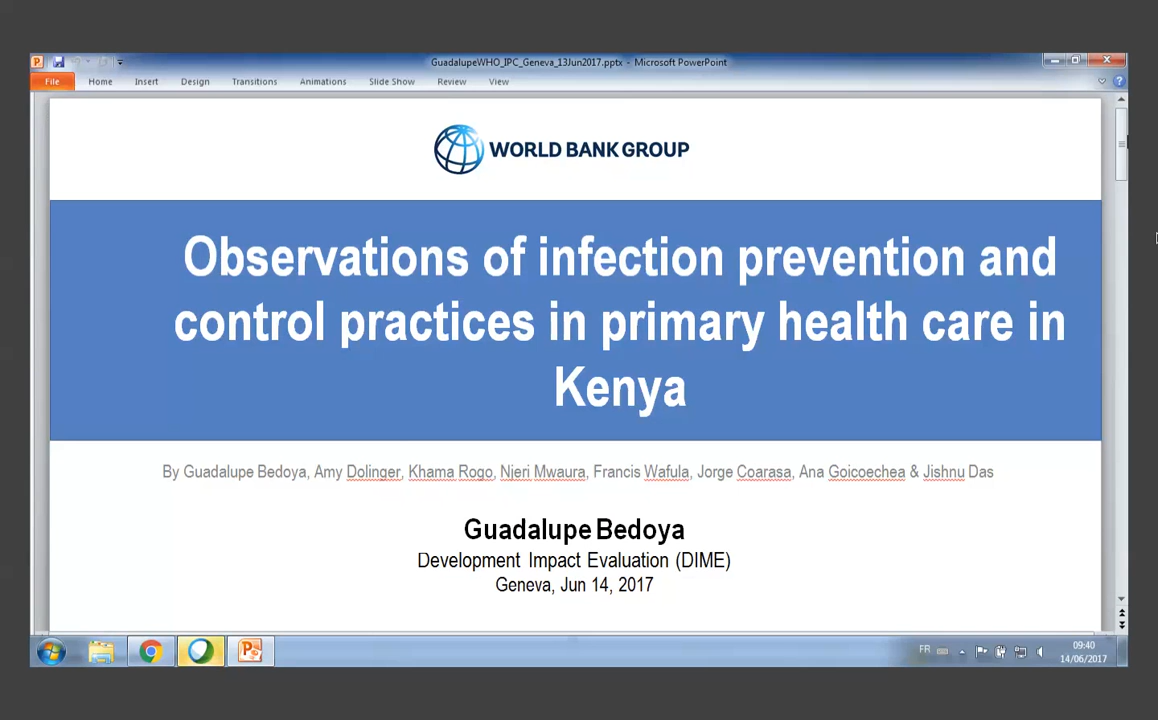 GuadalupeWHO_IPC_Geneva_13Jun2017.pptx - Microsoft PowerPoint
File Home Insert Design Transitions Animations Slide Show Review View
WORLD BANK GROUP
Observations of infection prevention and
control practices in primary health care in
Kenya
By Guadalupe Bedoya, Amy Dolinger, Khama Rogo, Njeri Mwaura, Francis Wafula, Jorge Coarasa, Ana Goicoechea & Jishnu Das
Guadalupe Bedoya
Development Impact Evaluation (DIME)
Geneva, Jun 14, 2017
FR
09:40
14/06/2017